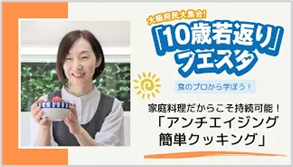 大阪府民大集合！
「10歳若返り」
フェスタ
食のプロから学ぼう！
家庭料理だからこそ持続可能！
「アンチエイジング
簡単クッキング」